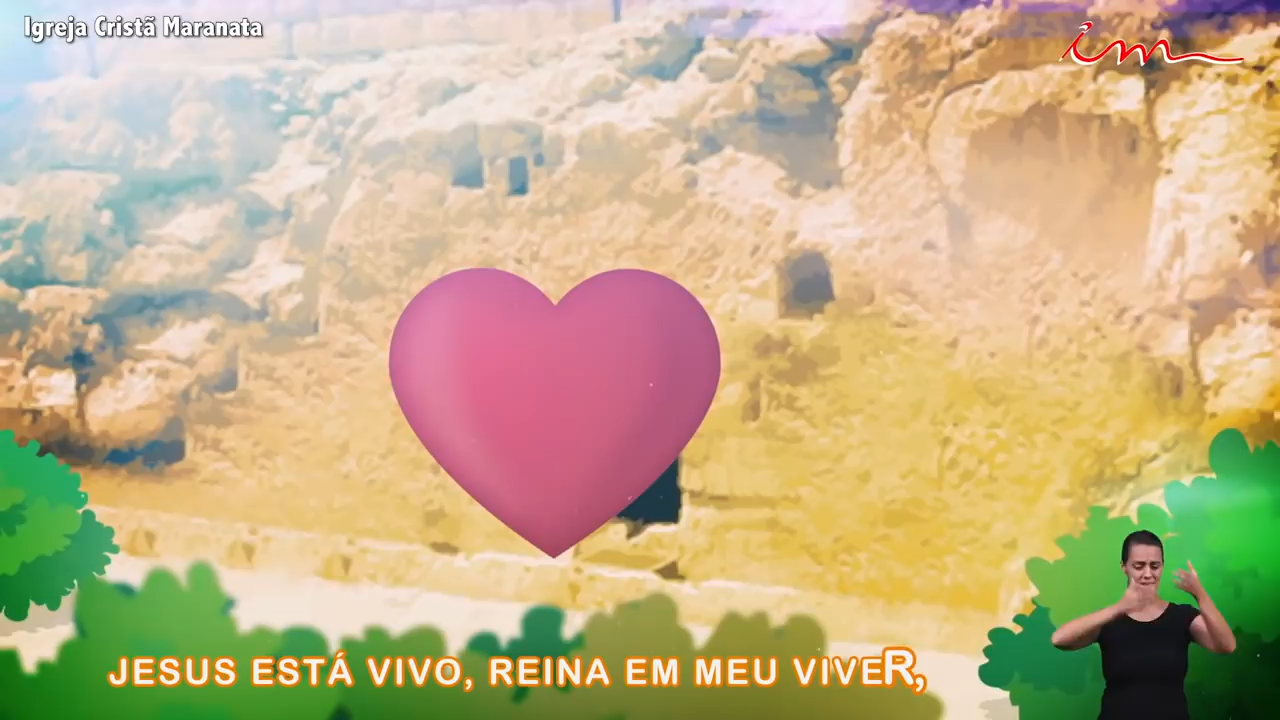 Igreja Cristã Maranata
im
JESUS ESTÁ VIVO, REINA EM MEU VIVER,